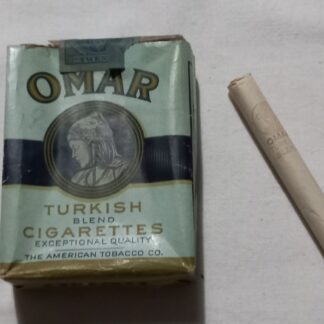 OMAR
TURKISH
BLEND
CIGARETTES
EXCEPTIONAL QUALITY
THE AMERICAN TOBACCO CO.
OMAR